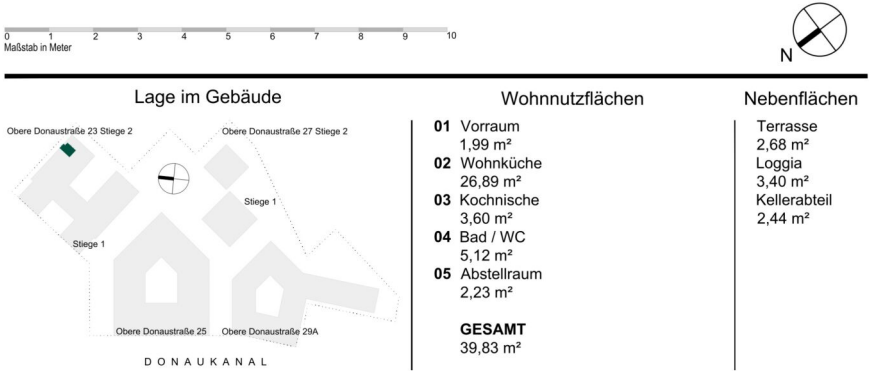 0 1 2 3 4 5 6 7 8 9 10
Maßstab in Meter
N
Lage im Gebäude
Obere Donaustraße 23 Stiege 2
Obere Donaustraße 27 Stiege 2
Stiege 1
Stiege 1
Obere Donaustraße 25
Obere Donaustraße 29A
DONAUKANAL
Wohnnutzflächen
01 Vorraum
1,99 m²
02 Wohnküche
26,89 m²
03 Kochnische
3,60 m²
04 Bad / WC
5,12 m²
05 Abstellraum
2,23 m²
GESAMT
39,83 m²
Nebenflächen
Terrasse
2,68 m²
Loggia
3,40 m²
Kellerabteil
2,44 m²